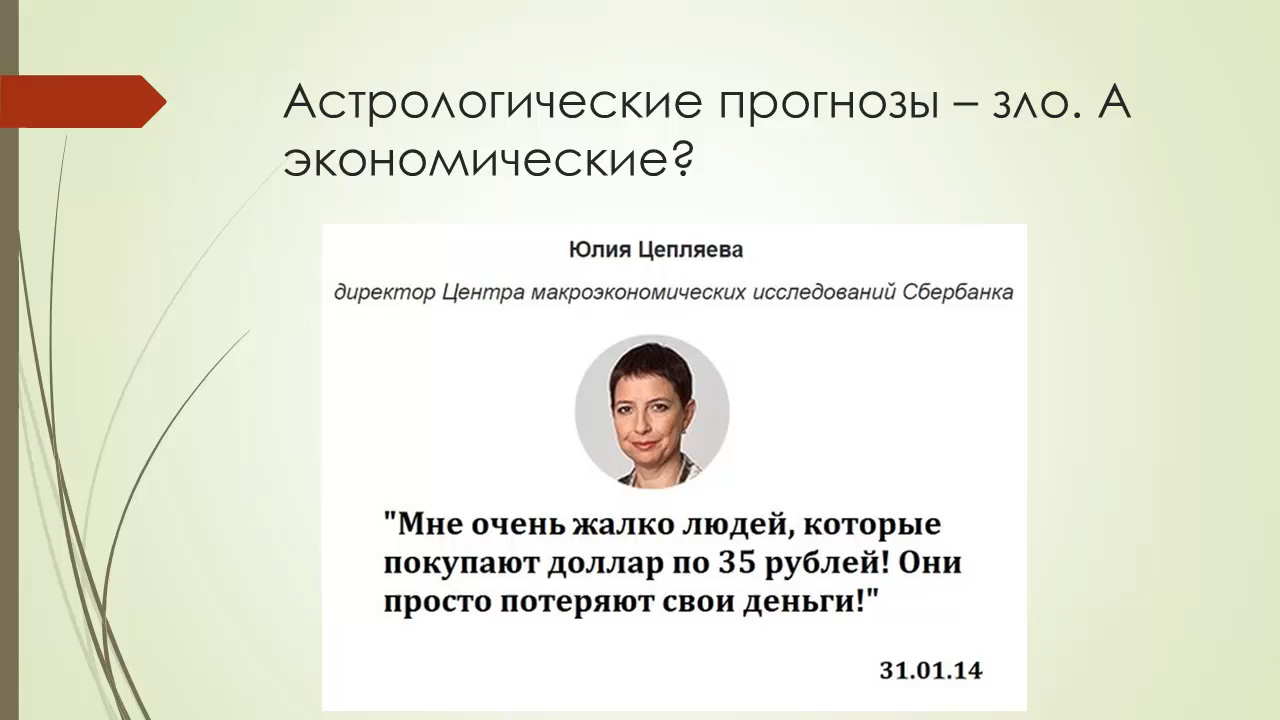 Астрологические прогнозы – зло. А
экономические?
Юлия Цепляева
директор Центра макроэкономических исследований Сбербанка
"Мне очень жалко людей, которые
покупают доллар по 35 рублей! Они
просто потеряют свои деньги!"
31.01.14